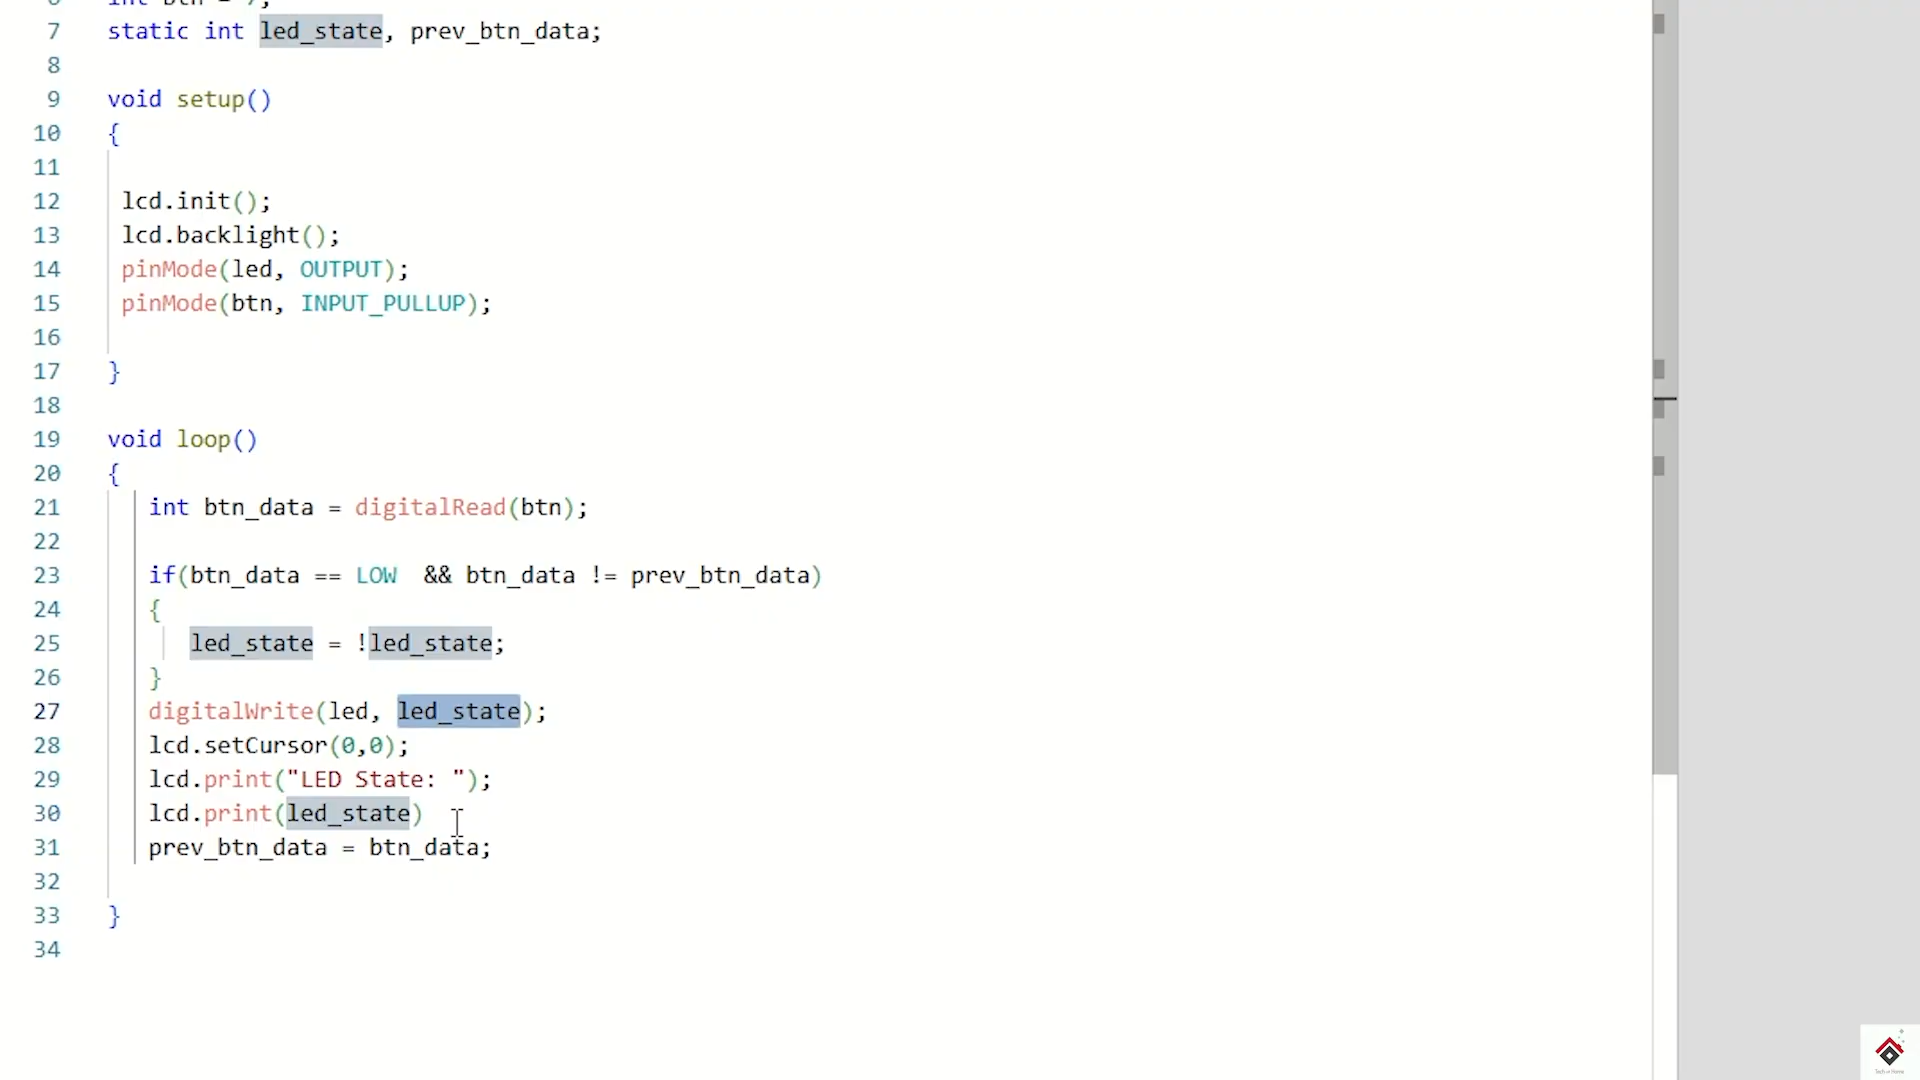 7 static int led_state, prev_btn_data;
8
9 void setup()
10 {
11
12 lcd.init();
13 lcd.backlight();
14 pinMode(led, OUTPUT);
15 pinMode(btn, INPUT_PULLUP);
16
17 }
18
19 void loop()
20 {
21 int btn_data = digitalRead(btn);
22
23 if(btn_data == LOW  && btn_data != prev_btn_data)
24 {
25 led_state = !led_state;
26 }
27 digitalWrite(led, led_state);
28 lcd.setCursor(0,0);
29 lcd.print("LED State: ");
30 lcd.print(led_state)
31 prev_btn_data = btn_data;
32
33 }
34
Tech at Home